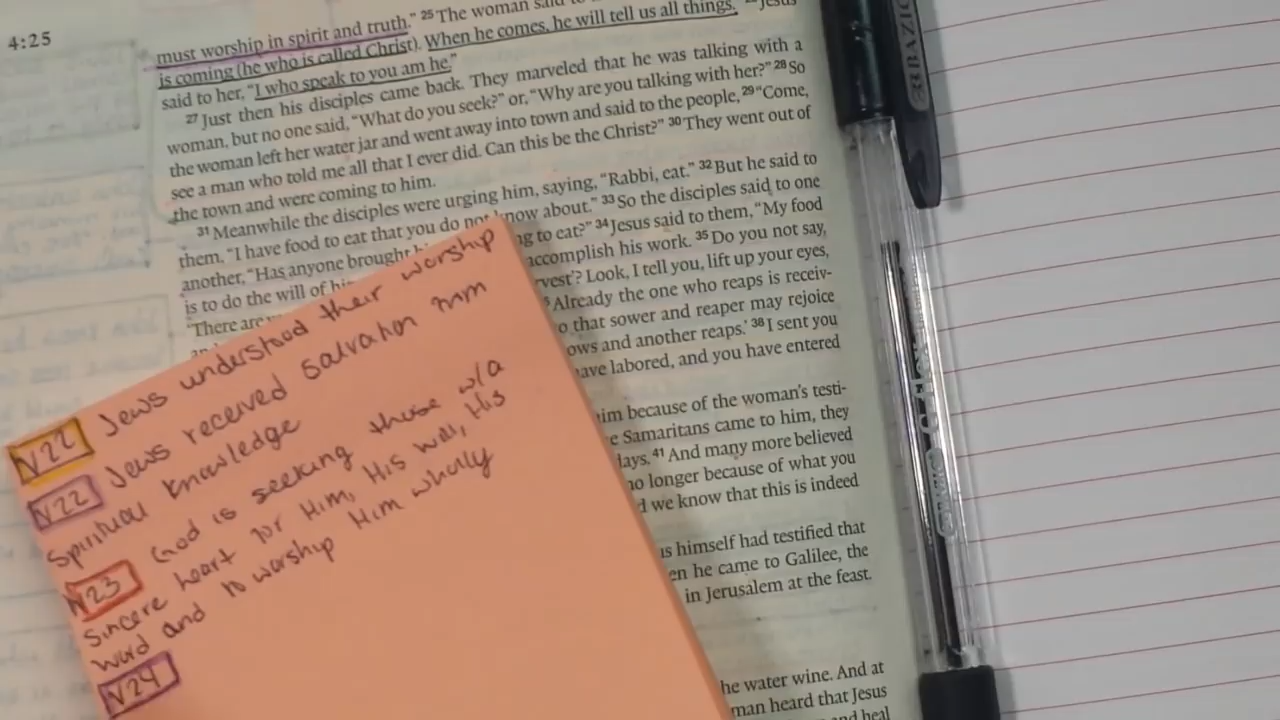 4:25
must worship in spirit and truth.” 25 The woman said to
is coming (he who is called Christ). When he comes, he will tell us all things.” Jesus
said to her, “I who speak to you am he.”
27 Just then his disciples came back. They marveled that he was talking with a
woman, but no one said, “What do you seek?” or, “Why are you talking with her?” 28 So
the woman left her water jar and went away into town and said to the people, 29 “Come,
see a man who told me all that I ever did. Can this be the Christ?” 30 They went out of
the town and were coming to him.
31 Meanwhile the disciples were urging him, saying, “Rabbi, eat.” 32 But he said to
them, “I have food to eat that you do not know about.” 33 So the disciples said to one
another, “Has anyone brought ng to eat?” 34 Jesus said to them, “My food
is to do the will of accomplish his work. 35 Do you not say,
‘There are vest’? Look, I tell you, lift up your eyes,
Already the one who reaps is receiv-
o that sower and reaper may rejoice
ows and another reaps.’ 38 I sent you
ave labored, and you have entered
im because of the woman’s testi-
e Samaritans came to him, they
days. 41 And many more believed
no longer because of what you
d we know that this is indeed
us himself had testified that
en he came to Galilee, the
in Jerusalem at the feast.
he water wine. And at
man heard that Jesus
and heal
V22 Jews understood their worship
V22 Jews received salvation from
Spiritual knowledge
V23 God is seeking those w/a
sincere heart for Him, His will, His
word and to worship Him wholly
V24
BAZIC